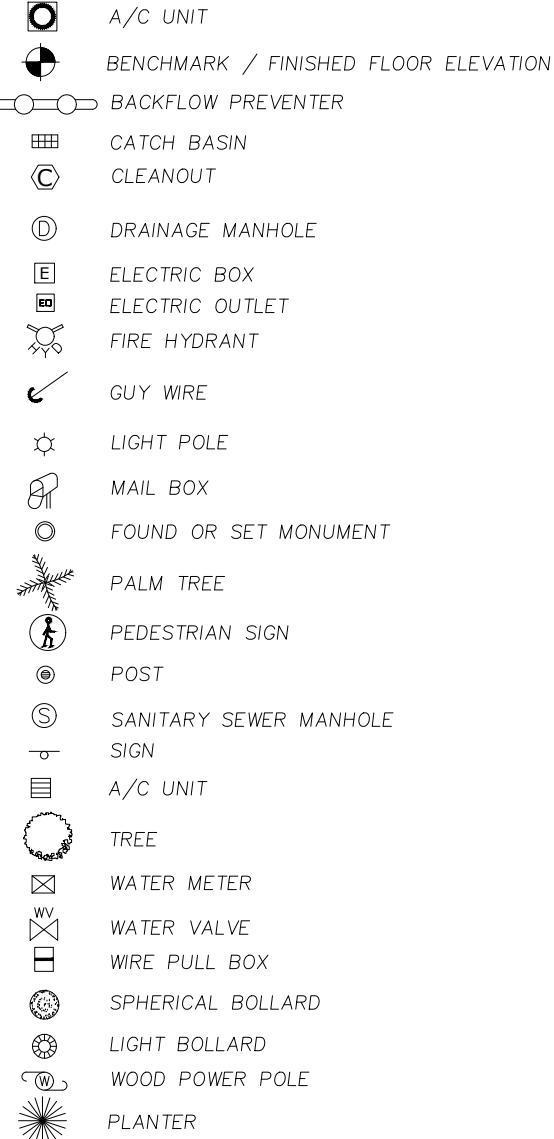 A/C UNIT
BENCHMARK / FINISHED FLOOR ELEVATION
BACKFLOW PREVENTER
CATCH BASIN
C CLEANOUT
D DRAINAGE MANHOLE
E ELECTRIC BOX
EO ELECTRIC OUTLET
FIRE HYDRANT
GUY WIRE
LIGHT POLE
MAIL BOX
FOUND OR SET MONUMENT
PALM TREE
PEDESTRIAN SIGN
POST
S SANITARY SEWER MANHOLE
SIGN
A/C UNIT
TREE
WATER METER
WV
WATER VALVE
WIRE PULL BOX
SPHERICAL BOLLARD
LIGHT BOLLARD
W WOOD POWER POLE
PLANTER